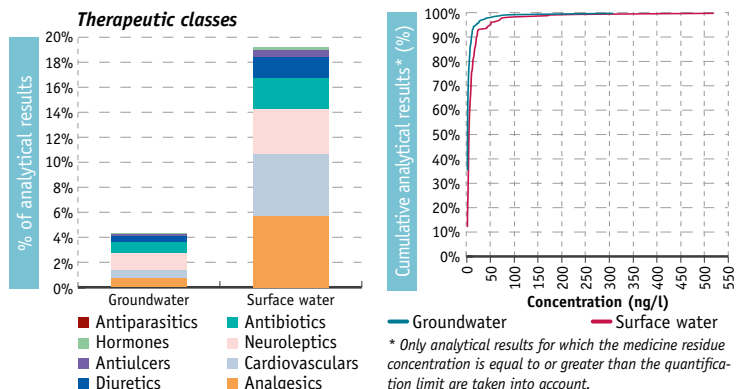 Therapeutic classes
% of analytical results
20%
18%
16%
14%
12%
10%
8%
6%
4%
2%
0%
Groundwater Surface water
Antiparasitics
Hormones
Antiulcers
Diuretics
Antibiotics
Neuroleptics
Cardiovasculars
Analgesics
Cumulative analytical results* (%)
100%
90%
80%
70%
60%
50%
40%
30%
20%
10%
0%
0 50 100 150 200 250 300 350 400 450 500 550
Concentration (ng/l)
Groundwater Surface water
* Only analytical results for which the medicine residue
concentration is equal to or greater than the quantifica-
tion limit are taken into account.